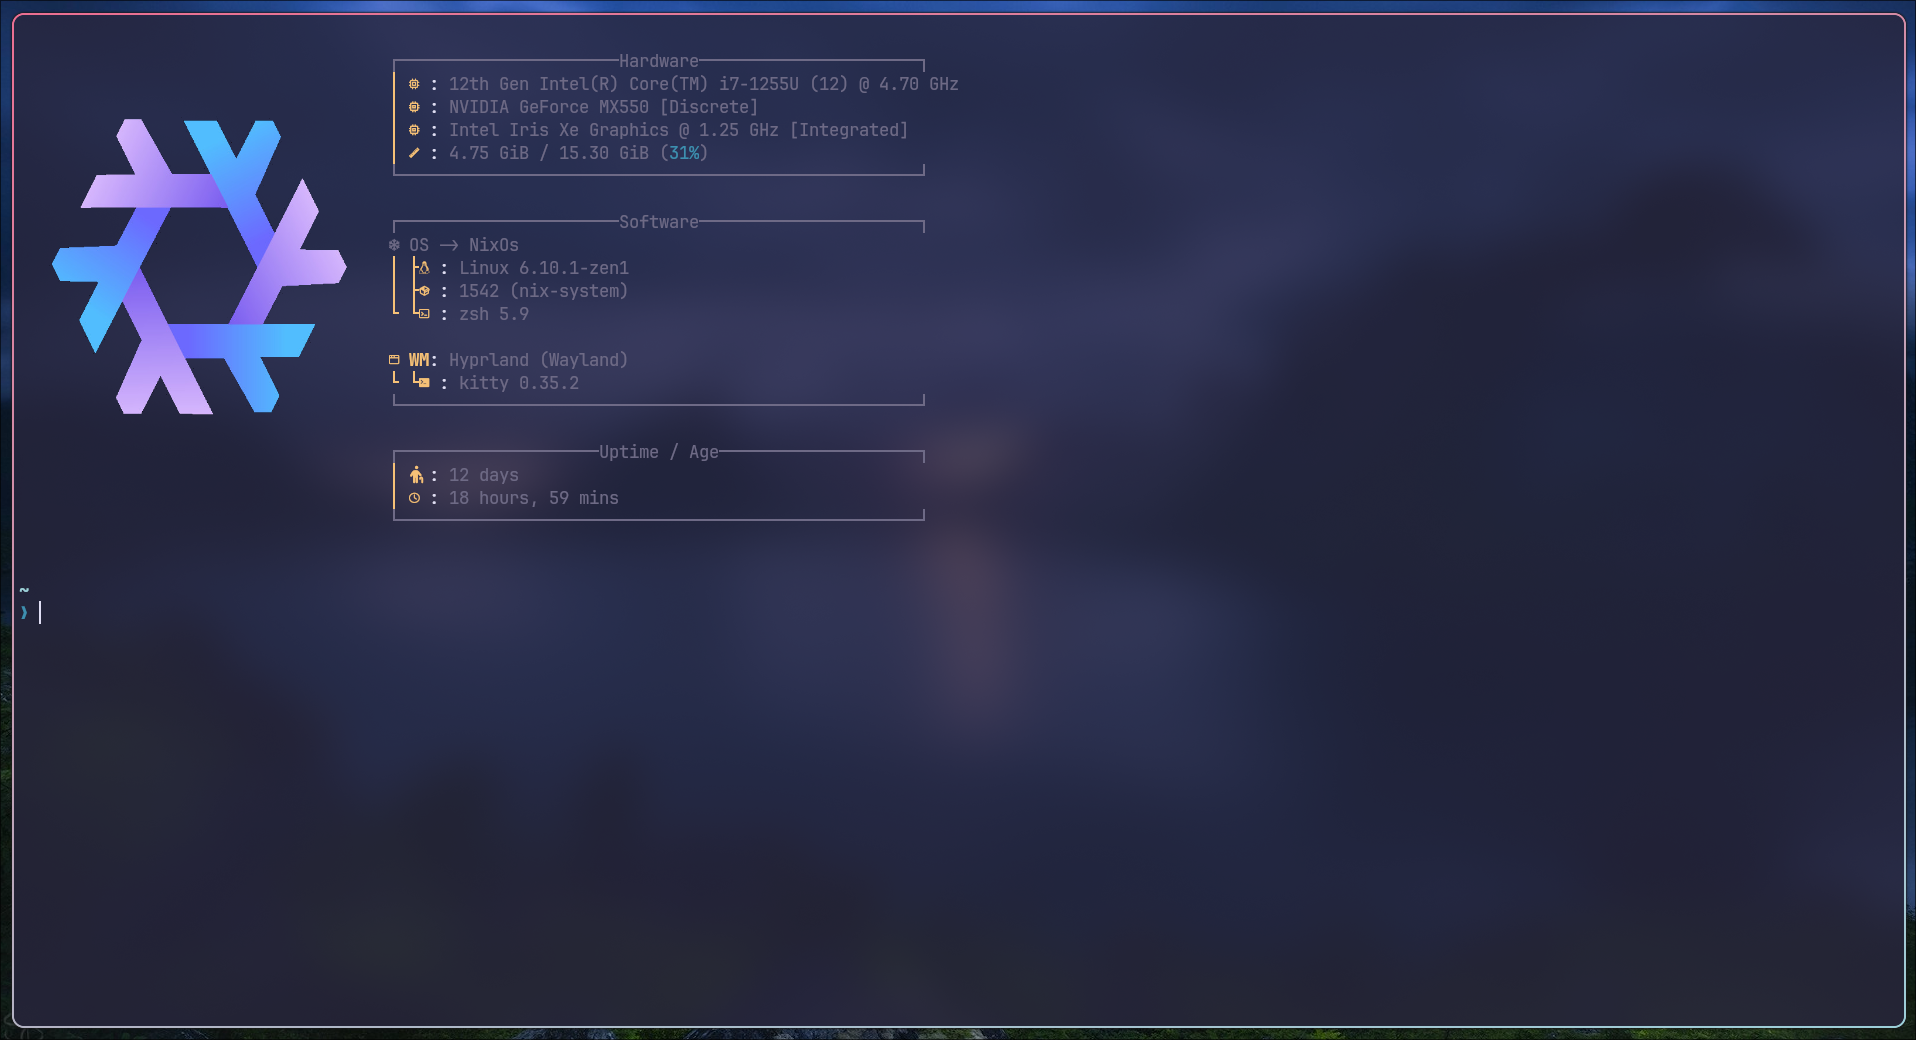 Hardware
: 12th Gen Intel(R) Core(TM) i7-1255U (12) @ 4.70 GHz
: NVIDIA GeForce MX550 [Discrete]
: Intel Iris Xe Graphics @ 1.25 GHz [Integrated]
: 4.75 GiB / 15.30 GiB (31%)
Software
❄ OS -> NixOs
: Linux 6.10.1-zen1
: 1542 (nix-system)
: zsh 5.9
WM: Hyprland (Wayland)
: kitty 0.35.2
Uptime / Age
: 12 days
: 18 hours, 59 mins
~
❯